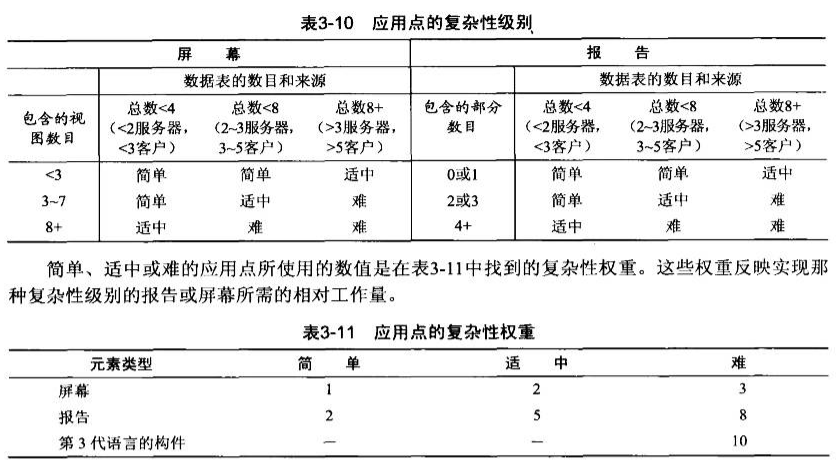 表3-10 应用点的复杂性级别
屏 幕 报 告
数据表的数目和来源 数据表的数目和来源
包含的视图数目 总数<4（<2服务器，<3客户） 总数<8（2~3服务器，3~5客户） 总数8+（>3服务器，>5客户） 包含的部分数目 总数<4（<2服务器，<3客户） 总数<8（2~3服务器，3~5客户） 总数8+（>3服务器，>5客户）
<3 简单 简单 适中 0或1 简单 简单 适中
3~7 简单 适中 难 2或3 简单 适中 难
8+ 适中 难 难 4+ 适中 难 难
简单、适中或难的应用点所使用的数值是在表3-11中找到的复杂性权重。这些权重反映实现那
种复杂性级别的报告或屏幕所需的相对工作量。
表3-11 应用点的复杂性权重
元素类型 简 单 适 中 难
屏幕 1 2 3
报告 2 5 8
第3代语言的构件 — — 10